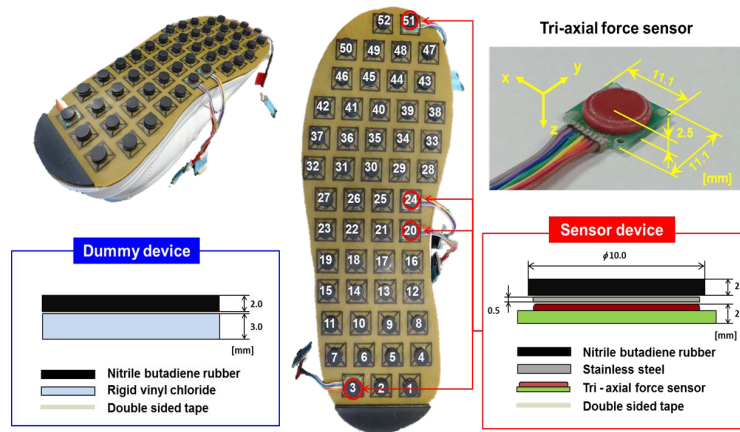 52 51
50 49 48 47
46 45 44 43
42 41 40 39 38
37 36 35 34 33
32 31 30 29 28
27 26 25 24
23 22 21 20
19 18 17 16
15 14 13 12
11 10 9 8
7 6 5 4
3 2 1
Tri-axial force sensor
x y z
11.1
2.5
11.1
[mm]
Dummy device
2.0
3.0
[mm]
Nitrile butadiene rubber
Rigid vinyl chloride
Double sided tape
Sensor device
ϕ10.0
0.5
2
2
[mm]
Nitrile butadiene rubber
Stainless steel
Tri - axial force sensor
Double sided tape